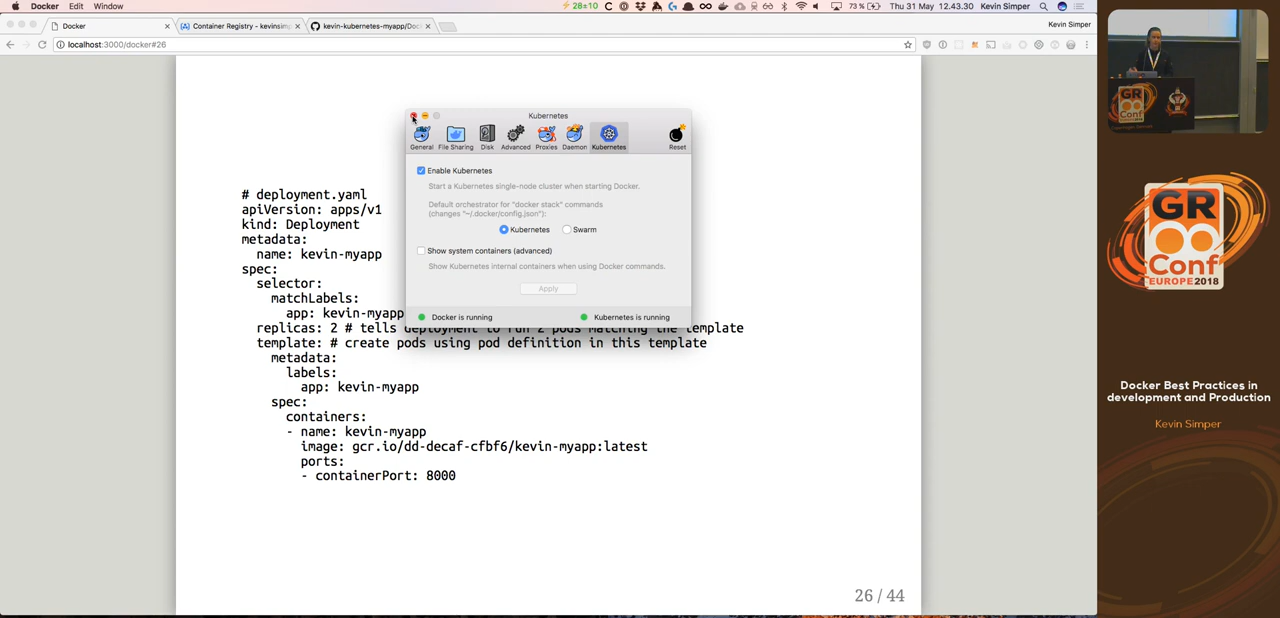 Docker Edit Window
28±10
73 %
Thu 31 May 12.43.30 Kevin Simper
Docker
Container Registry - kevinsimp
kevin-kubernetes-myapp/Doc
Kevin Simper
localhost:3000/docker#26
Kubernetes
General File Sharing Disk Advanced Proxies Daemon Kubernetes Reset
Enable Kubernetes
Start a Kubernetes single-node cluster when starting Docker.
Default orchestrator for "docker stack" commands
(changes "~/.docker/config.json"):
Kubernetes Swarm
Show system containers (advanced)
Show Kubernetes internal containers when using Docker commands.
Apply
Docker is running Kubernetes is running
# deployment.yaml
apiVersion: apps/v1
kind: Deployment
metadata:
name: kevin-myapp
spec:
selector:
matchLabels:
app: kevin-myapp
replicas: 2 # tells deployment to run 2 pods matching the template
template: # create pods using pod definition in this template
metadata:
labels:
app: kevin-myapp
spec:
containers:
- name: kevin-myapp
image: gcr.io/dd-decaf-cfbf6/kevin-myapp:latest
ports:
- containerPort: 8000
26 / 44
GR
Conf
EUROPE2018
Docker Best Practices in
development and Production
Kevin Simper